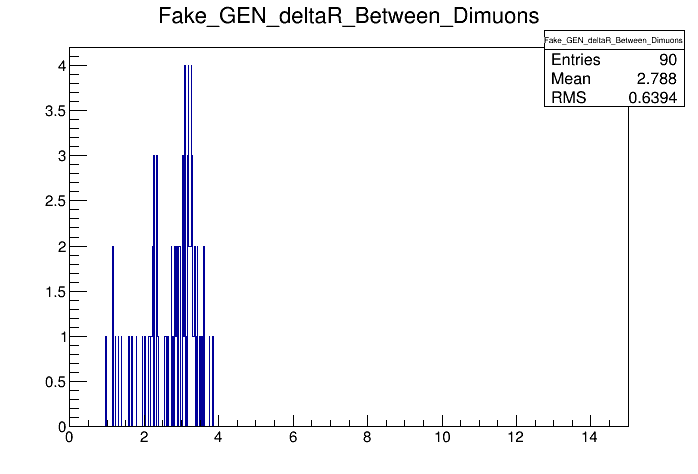 Fake_GEN_deltaR_Between_Dimuons
Fake_GEN_deltaR_Between_Dimuons
Entries 90
Mean 2.788
RMS 0.6394
4
3.5
3
2.5
2
1.5
1
0.5
0
0 2 4 6 8 10 12 14